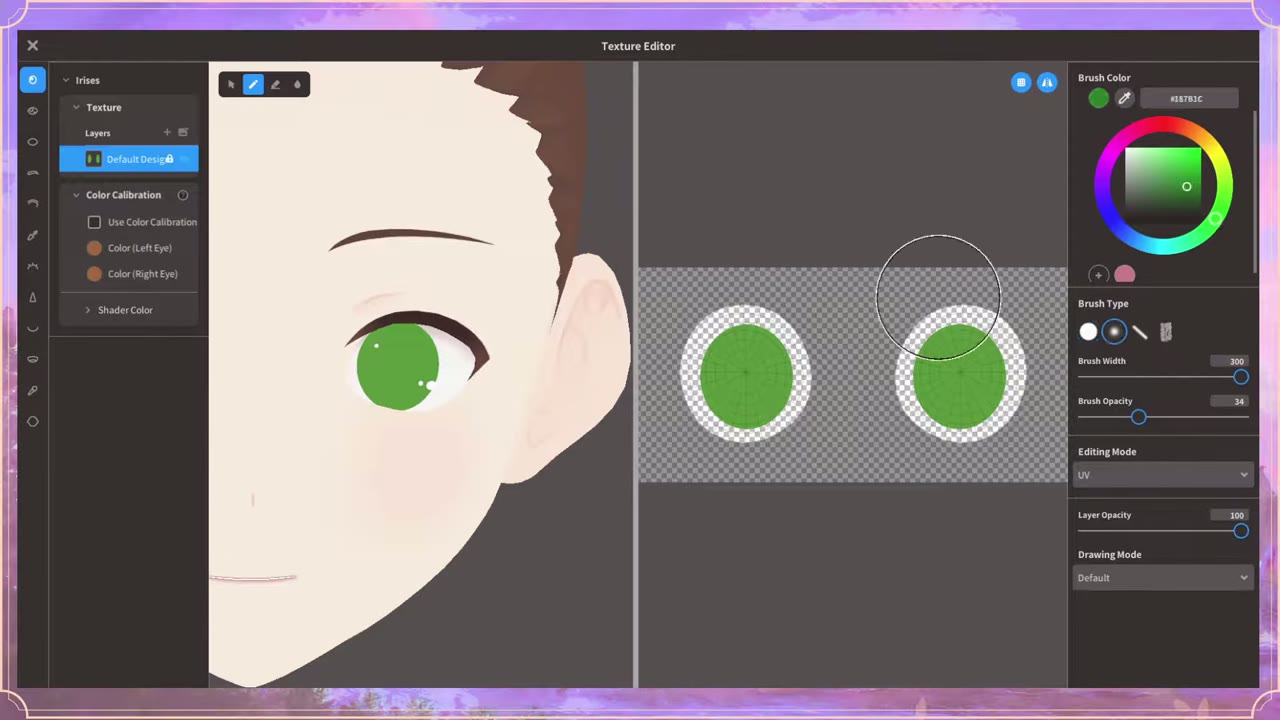 Texture Editor
Irises
Texture
Layers
Default Desig
Color Calibration
Use Color Calibration
Color (Left Eye)
Color (Right Eye)
Shader Color
Brush Color
Brush Type
Brush Width
300
Brush Opacity
34
Editing Mode
UV
Layer Opacity
100
Drawing Mode
Default